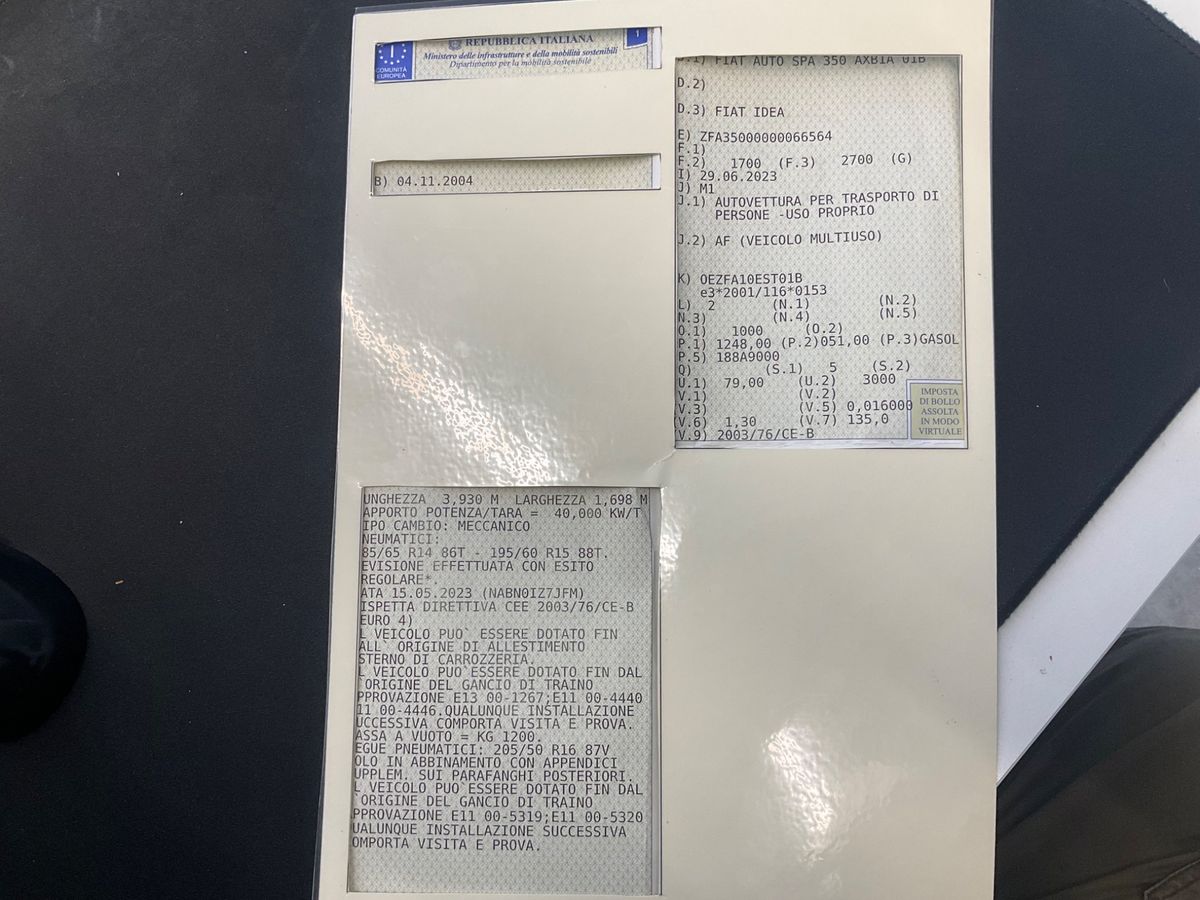 COMUNITÀ
EUROPEA
REPUBBLICA ITALIANA
Ministero delle infrastrutture e della mobilità sostenibili
Dipartimento per la mobilità sostenibile
1
B) 04.11.2004
.1) FIAT AUTO SPA 350 AXBIA 01B
D.2)
D.3) FIAT IDEA
E) ZFA35000000066564
F.1)
F.2) 1700 (F.3) 2700 (G)
I) 29.06.2023
J) M1
J.1) AUTOVETTURA PER TRASPORTO DI
PERSONE -USO PROPRIO
J.2) AF (VEICOLO MULTIUSO)
K) OEZFA10EST01B
e3*2001/116*0153
L) 2 (N.1) (N.2)
N.3) (N.4) (N.5)
O.1) 1000 (O.2)
P.1) 1248,00 (P.2)051,00 (P.3)GASOL
P.5) 188A9000
Q) (S.1) 5 (S.2)
U.1) 79,00 (U.2) 3000
V.1) (V.2)
V.3) (V.5) 0,016000
(V.6) 1,30 (V.7) 135,0
(V.9) 2003/76/CE-B
IMPOSTA
DI BOLLO
ASSOLTA
IN MODO
VIRTUALE
UNGHEZZA 3,930 M LARGHEZZA 1,698 M
APPORTO POTENZA/TARA = 40,000 KW/T
IPO CAMBIO: MECCANICO
NEUMATICI:
85/65 R14 86T - 195/60 R15 88T.
EVISIONE EFFETTUATA CON ESITO
REGOLARE*.
ATA 15.05.2023 (NABN0IZ7JFM)
ISPETTA DIRETTIVA CEE 2003/76/CE-B
EURO 4)
L VEICOLO PUO` ESSERE DOTATO FIN
ALL` ORIGINE DI ALLESTIMENTO
STERNO DI CARROZZERIA.
L VEICOLO PUO`ESSERE DOTATO FIN DAL
`ORIGINE DEL GANCIO DI TRAINO
PPROVAZIONE E13 00-1267;E11 00-4440
11 00-4446.QUALUNQUE INSTALLAZIONE
UCCESSIVA COMPORTA VISITA E PROVA.
ASSA A VUOTO = KG 1200.
EGUE PNEUMATICI: 205/50 R16 87V
OLO IN ABBINAMENTO CON APPENDICI
UPPLEM. SUI PARAFANGHI POSTERIORI.
L VEICOLO PUO`ESSERE DOTATO FIN DAL
`ORIGINE DEL GANCIO DI TRAINO
PPROVAZIONE E11 00-5319;E11 00-5320
UALUNQUE INSTALLAZIONE SUCCESSIVA
OMPORTA VISITA E PROVA.